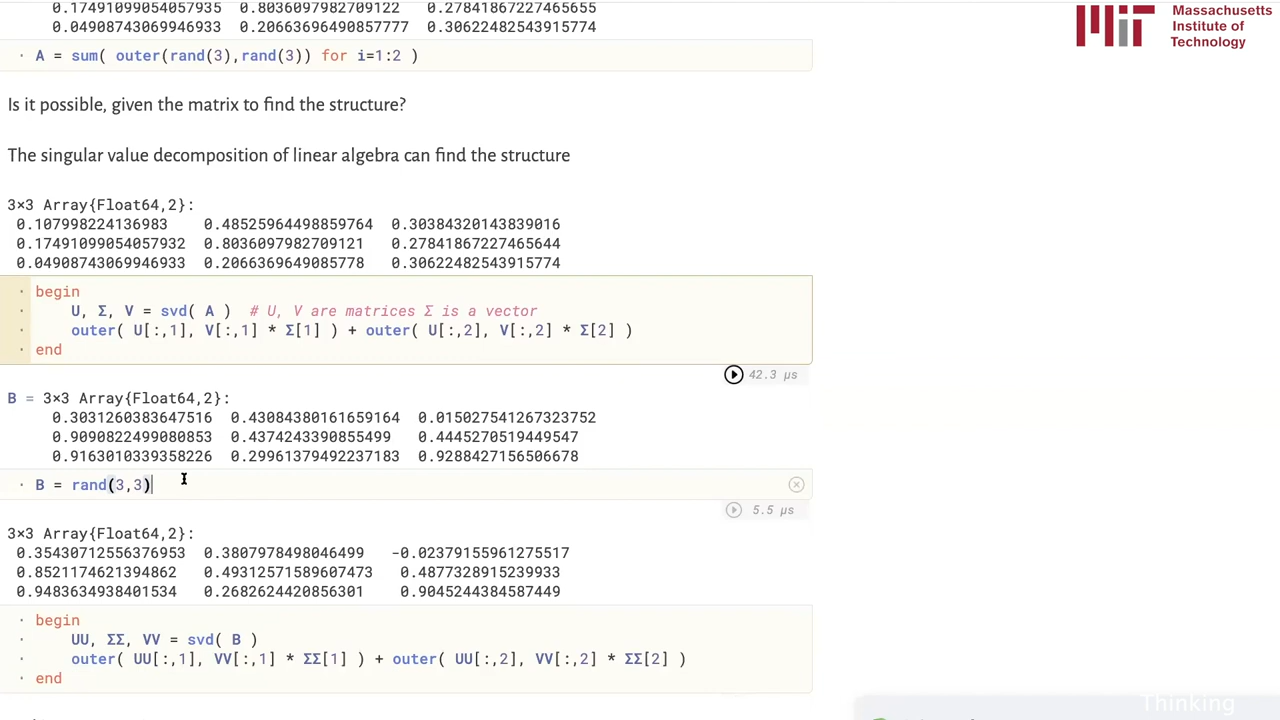 0.17491099054057935 0.8036097982709122 0.27841867227465655
0.04908743069946933 0.20663696490857777 0.30622482543915774
Massachusetts
Institute of
Technology
A = sum( outer(rand(3),rand(3)) for i=1:2 )
Is it possible, given the matrix to find the structure?
The singular value decomposition of linear algebra can find the structure
3×3 Array{Float64,2}:
0.107998224136983 0.48525964498859764 0.30384320143839016
0.17491099054057932 0.8036097982709121 0.27841867227465644
0.04908743069946933 0.2066369649085778 0.30622482543915774
begin
U, Σ, V = svd( A ) # U, V are matrices Σ is a vector
outer( U[:,1], V[:,1] * Σ[1] ) + outer( U[:,2], V[:,2] * Σ[2] )
end
42.3 μs
B = 3×3 Array{Float64,2}:
0.3031260383647516 0.43084380161659164 0.015027541267323752
0.9090822499080853 0.4374243390855499 0.4445270519449547
0.9163010339358226 0.29961379492237183 0.9288427156506678
B = rand(3,3)
5.5 μs
3×3 Array{Float64,2}:
0.35430712556376953 0.3807978498046499 -0.02379155961275517
0.8521174621394862 0.49312571589607473 0.4877328915239933
0.9483634938401534 0.2682624420856301 0.9045244384587449
begin
UU, ΣΣ, VV = svd( B )
outer( UU[:,1], VV[:,1] * ΣΣ[1] ) + outer( UU[:,2], VV[:,2] * ΣΣ[2] )
end
Thinking